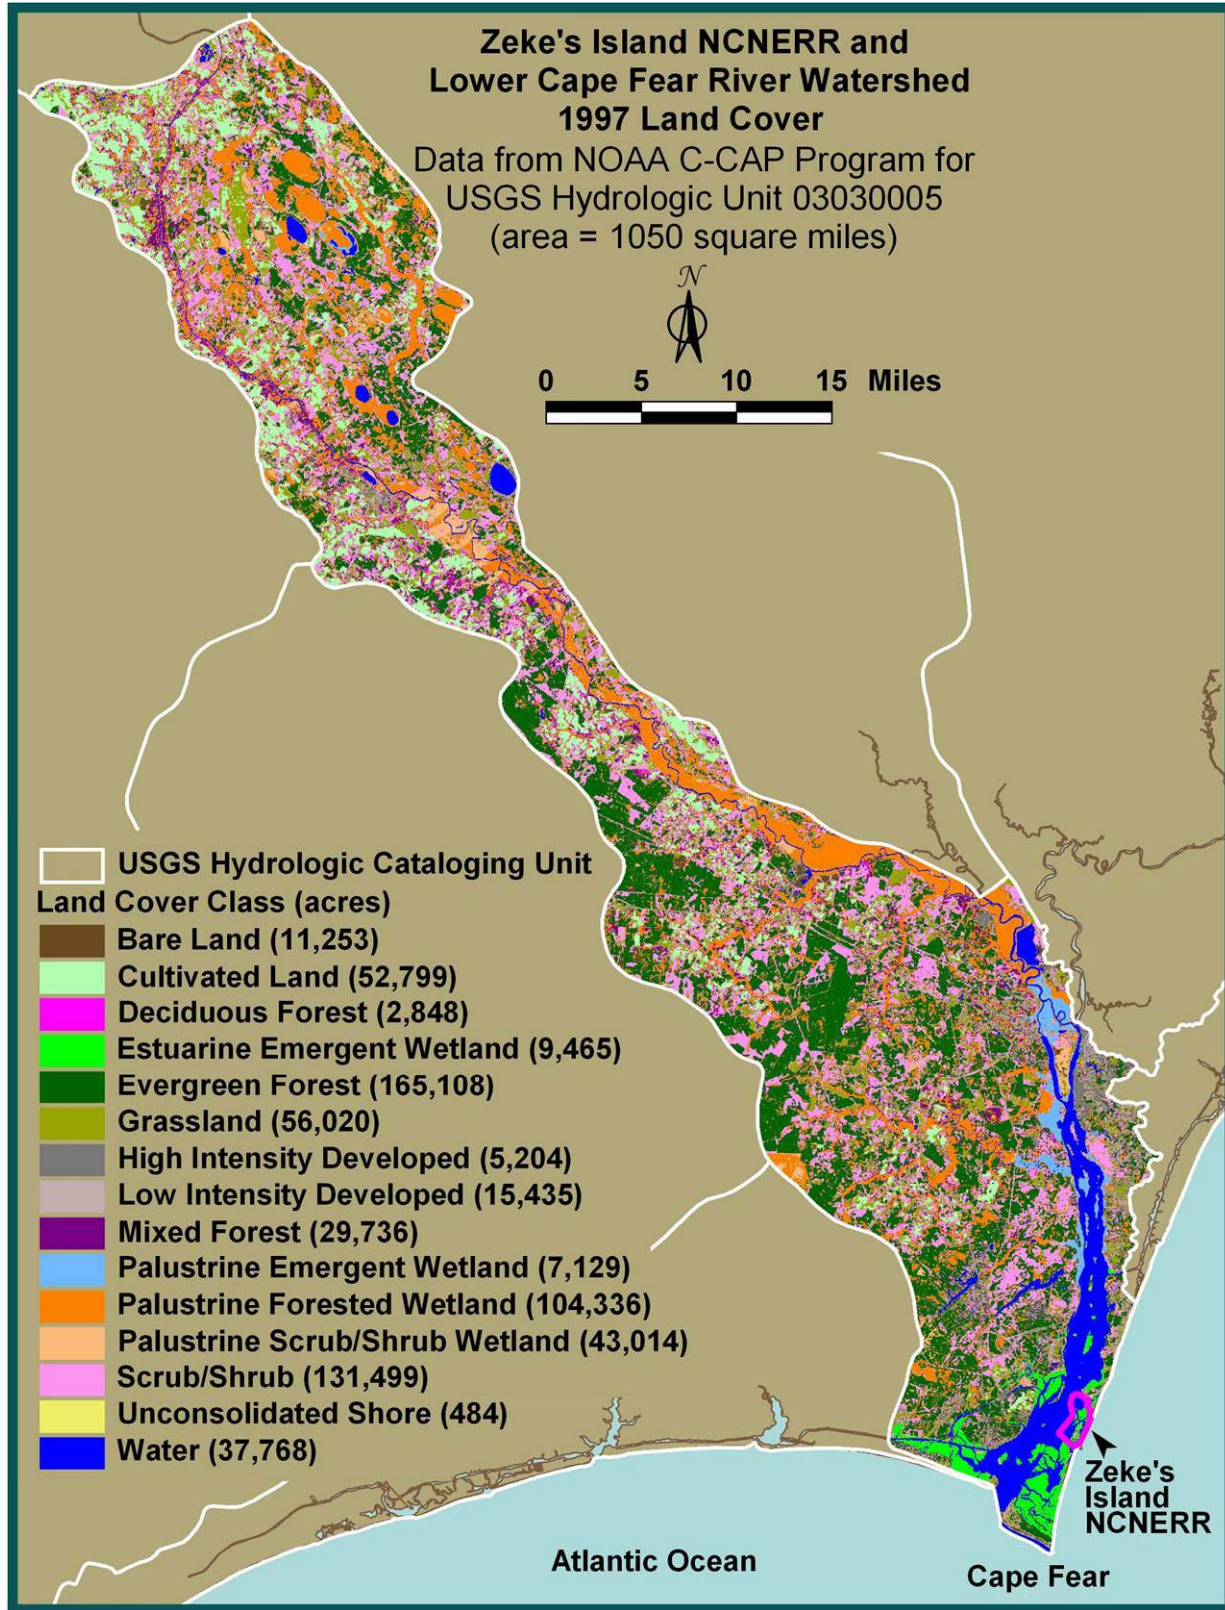 Zeke's Island NCNERR and
Lower Cape Fear River Watershed
1997 Land Cover
Data from NOAA C-CAP Program for
USGS Hydrologic Unit 03030005
(area = 1050 square miles)
N
0 5 10 15 Miles
USGS Hydrologic Cataloging Unit
Land Cover Class (acres)
Bare Land (11,253)
Cultivated Land (52,799)
Deciduous Forest (2,848)
Estuarine Emergent Wetland (9,465)
Evergreen Forest (165,108)
Grassland (56,020)
High Intensity Developed (5,204)
Low Intensity Developed (15,435)
Mixed Forest (29,736)
Palustrine Emergent Wetland (7,129)
Palustrine Forested Wetland (104,336)
Palustrine Scrub/Shrub Wetland (43,014)
Scrub/Shrub (131,499)
Unconsolidated Shore (484)
Water (37,768)
Zeke's
Island
NCNERR
Atlantic Ocean
Cape Fear